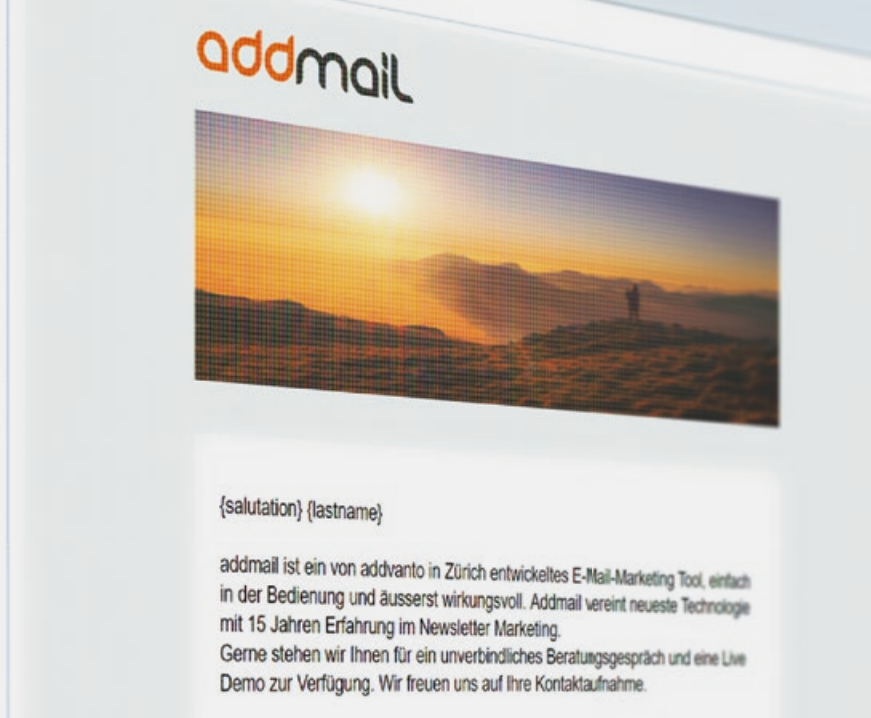 addmail
{salutation} {lastname}
addmail ist ein von addvanto in Zürich entwickeltes E-Mail-Marketing Tool, einfach
in der Bedienung und äusserst wirkungsvoll. Addmail vereint neueste Technologie
mit 15 Jahren Erfahrung im Newsletter Marketing.
Gerne stehen wir Ihnen für ein unverbindliches Beratungsgespräch und eine Live
Demo zur Verfügung. Wir freuen uns auf Ihre Kontaktaufnahme.